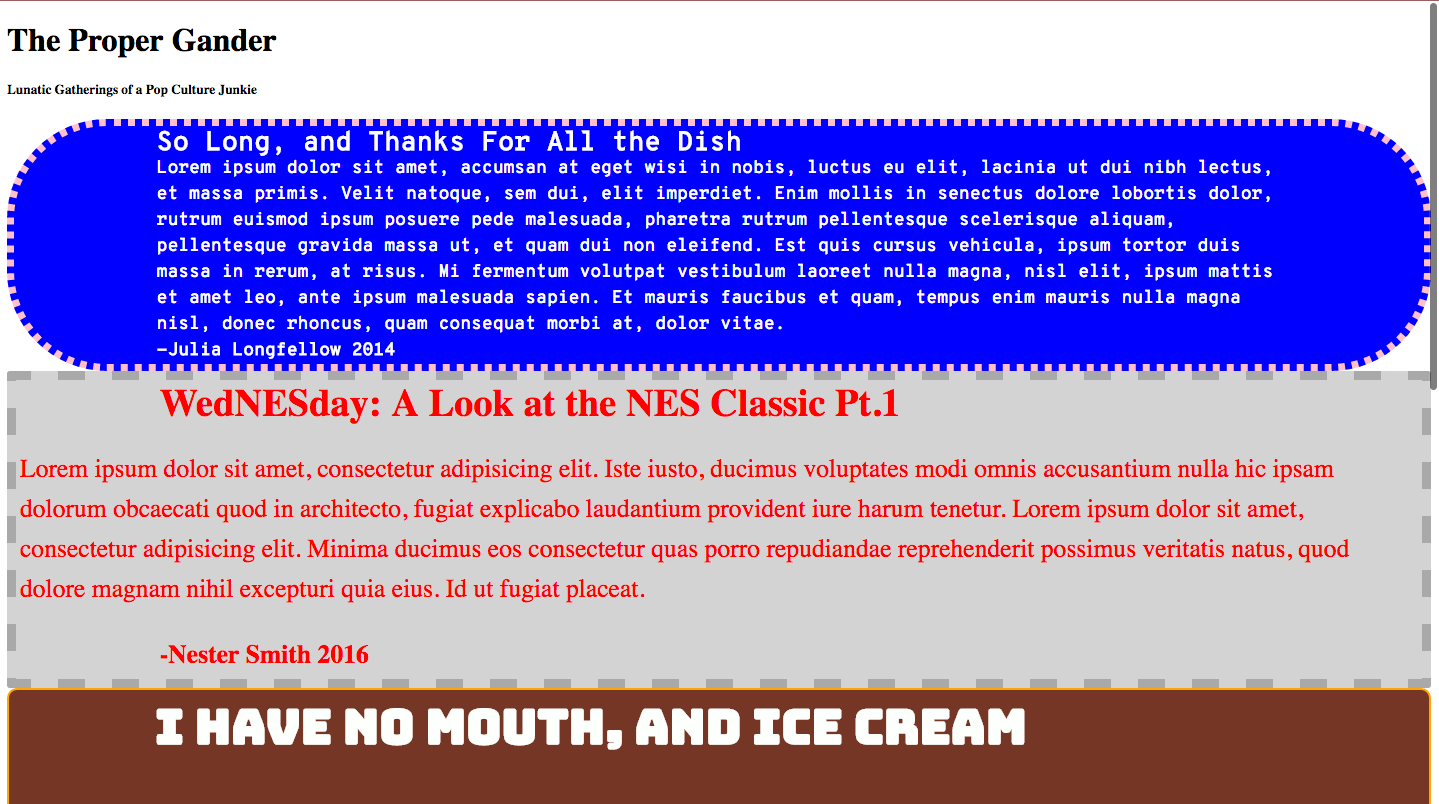 The Proper Gander
Lunatic Gatherings of a Pop Culture Junkie
So Long, and Thanks For All the Dish
Lorem ipsum dolor sit amet, accumsan at eget wisi in nobis, luctus eu elit, lacinia ut dui nibh lectus,
et massa primis. Velit natoque, sem dui, elit imperdiet. Enim mollis in senectus dolore lobortis dolor,
rutrum euismod ipsum posuere pede malesuada, pharetra rutrum pellentesque scelerisque aliquam,
pellentesque gravida massa ut, et quam dui non eleifend. Est quis cursus vehicula, ipsum tortor duis
massa in rerum, at risus. Mi fermentum volutpat vestibulum laoreet nulla magna, nisl elit, ipsum mattis
et amet leo, ante ipsum malesuada sapien. Et mauris faucibus et quam, tempus enim mauris nulla magna
nisl, donec rhoncus, quam consequat morbi at, dolor vitae.
-Julia Longfellow 2014
WedNESday: A Look at the NES Classic Pt.1
Lorem ipsum dolor sit amet, consectetur adipisicing elit. Iste iusto, ducimus voluptates modi omnis accusantium nulla hic ipsam
dolorum obcaecati quod in architecto, fugiat explicabo laudantium provident iure harum tenetur. Lorem ipsum dolor sit amet,
consectetur adipisicing elit. Minima ducimus eos consectetur quas porro repudiandae reprehenderit possimus veritatis natus, quod
dolore magnam nihil excepturi quia eius. Id ut fugiat placeat.
-Nester Smith 2016
I HAVE NO MOUTH, AND ICE CREAM